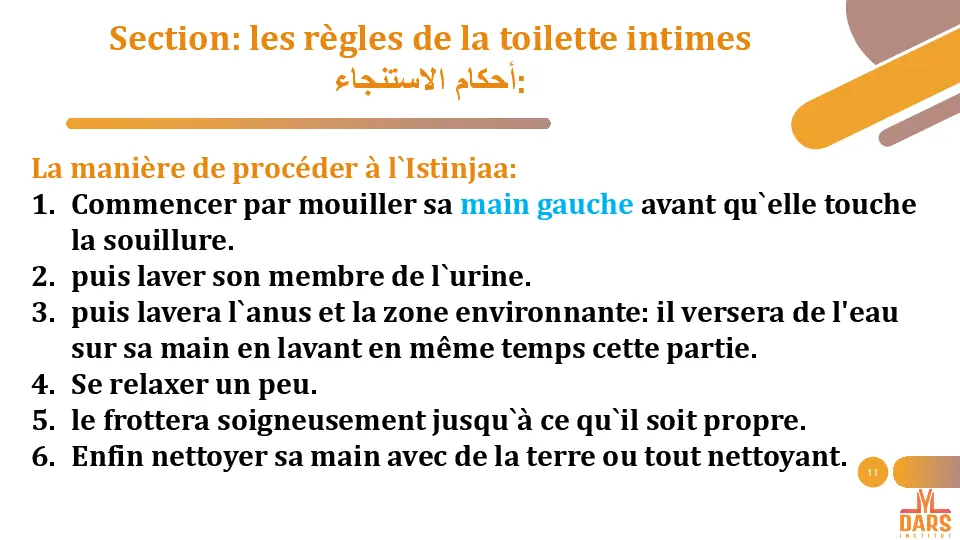 Section: les règles de la toilette intimes
أحكام الاستنجاء:
La manière de procéder à l`Istinjaa:
1. Commencer par mouiller sa main gauche avant qu`elle touche
la souillure.
2. puis laver son membre de l`urine.
3. puis lavera l`anus et la zone environnante: il versera de l'eau
sur sa main en lavant en même temps cette partie.
4. Se relaxer un peu.
5. le frottera soigneusement jusqu`à ce qu`il soit propre.
6. Enfin nettoyer sa main avec de la terre ou tout nettoyant.
11
DARS
INSTITUT